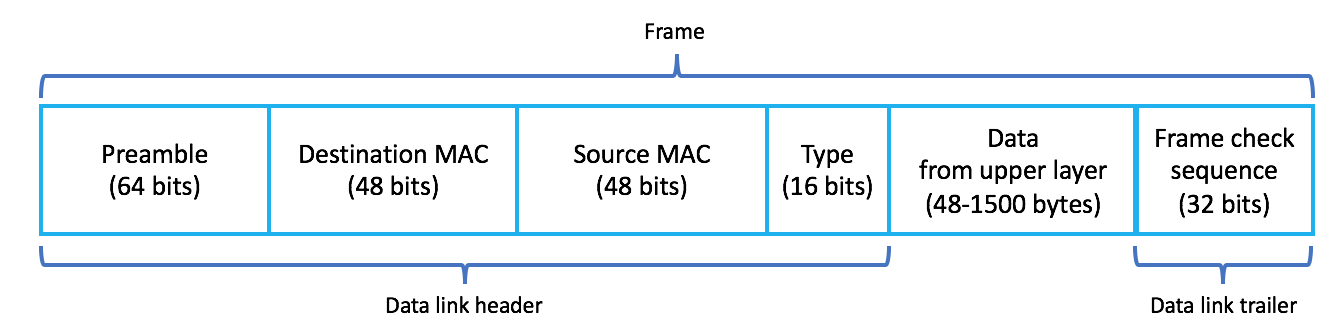 Frame
Preamble
(64 bits)
Destination MAC
(48 bits)
Source MAC
(48 bits)
Type
(16 bits)
Data
from upper layer
(48-1500 bytes)
Frame check
sequence
(32 bits)
Data link header
Data link trailer